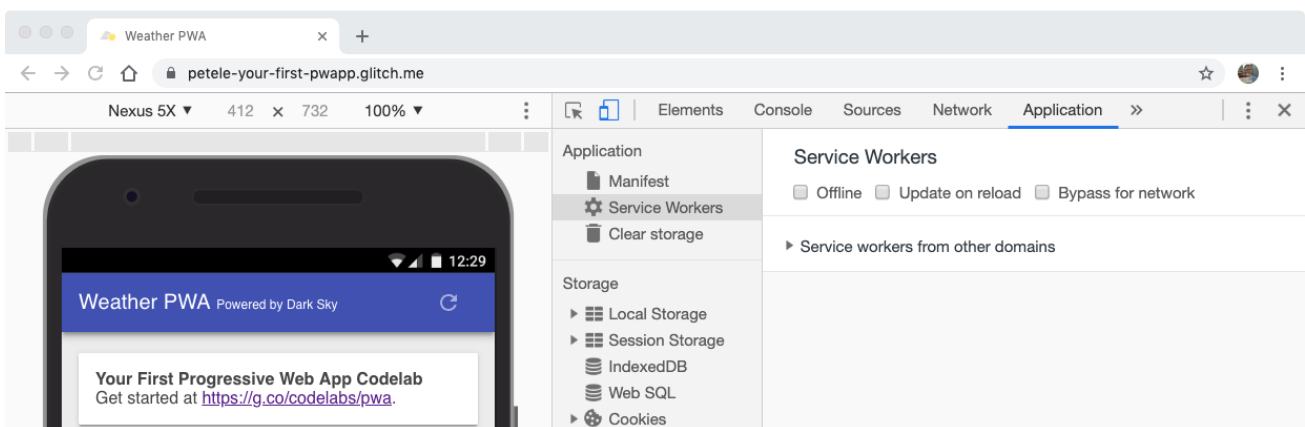 Weather PWA
petele-your-first-pwapp.glitch.me
Nexus 5X ▼ 412 x 732 100% ▼
Elements Console Sources Network Application »
Application
Manifest
Service Workers
Clear storage
Storage
Local Storage
Session Storage
IndexedDB
Web SQL
Cookies
Service Workers
Offline Update on reload Bypass for network
Service workers from other domains
12:29
Weather PWA Powered by Dark Sky
Your First Progressive Web App Codelab
Get started at https://g.co/codelabs/pwa.